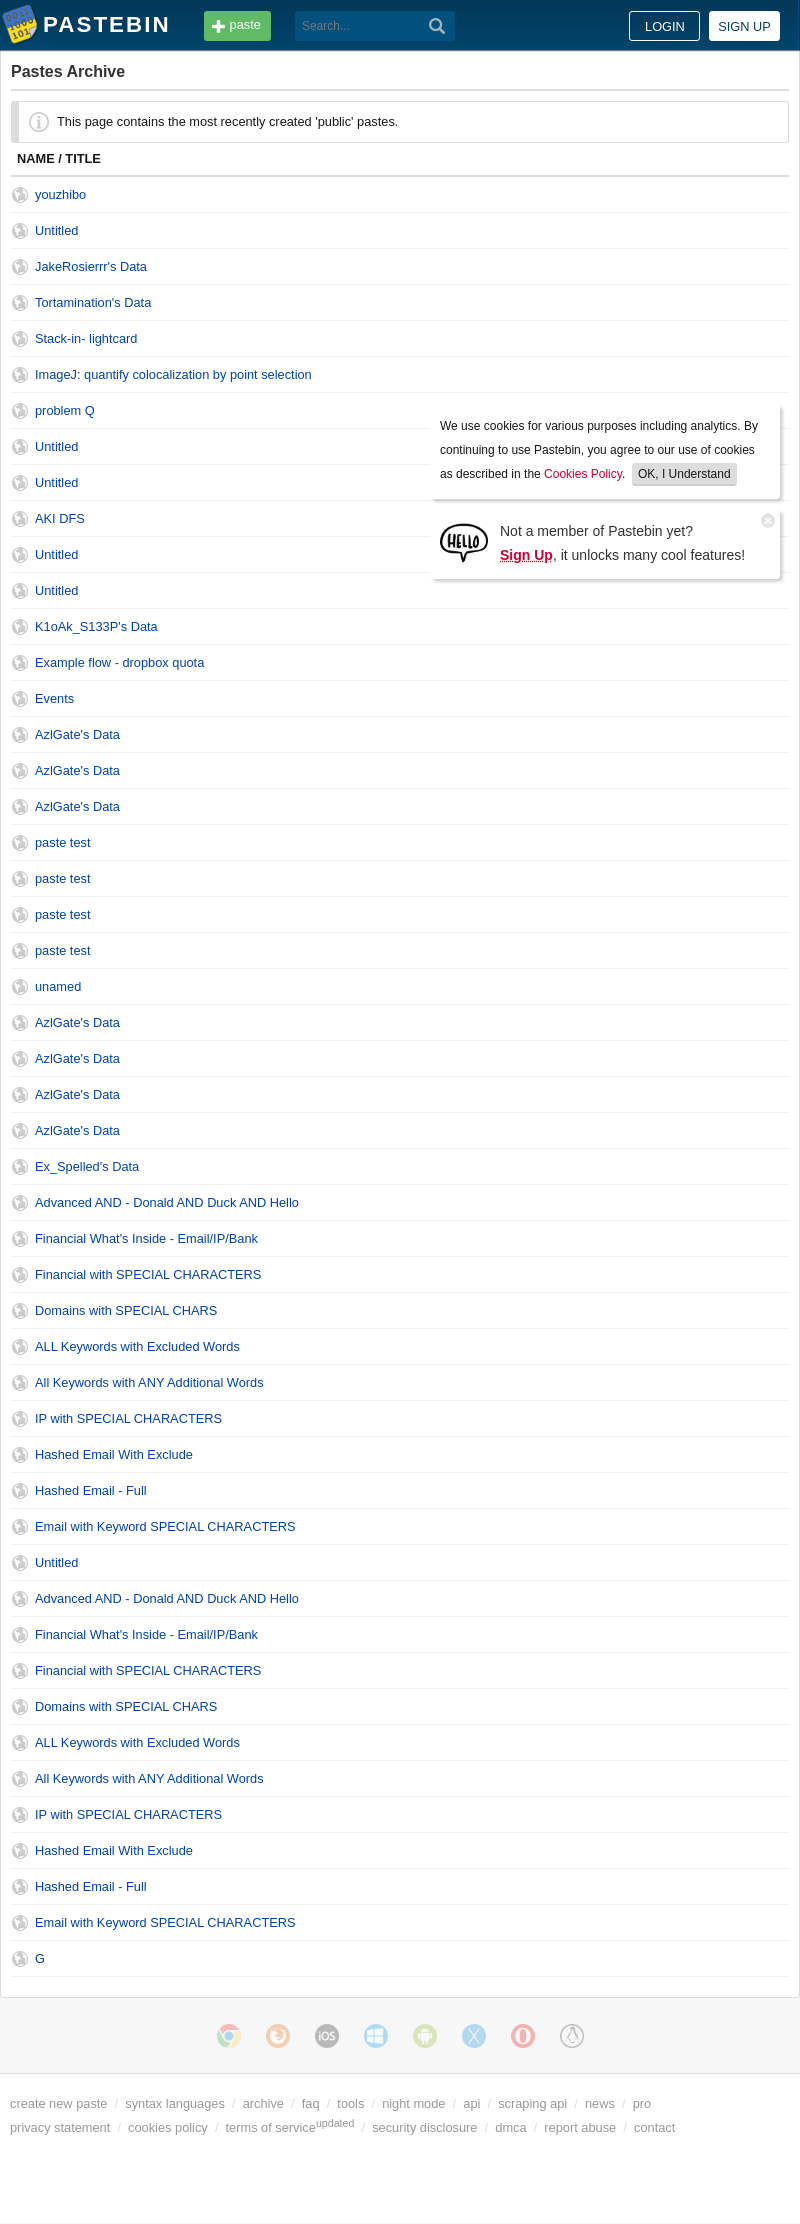 PASTEBIN
paste
Search...
LOGIN
SIGN UP
Pastes Archive
This page contains the most recently created 'public' pastes.
NAME / TITLE
youzhibo
Untitled
JakeRosierrr's Data
Tortamination's Data
Stack-in- lightcard
ImageJ: quantify colocalization by point selection
problem Q
Untitled
Untitled
AKI DFS
Untitled
Untitled
We use cookies for various purposes including analytics. By
continuing to use Pastebin, you agree to our use of cookies
as described in the Cookies Policy. OK, I Understand
HELLO
Not a member of Pastebin yet?
Sign Up, it unlocks many cool features!
K1oAk_S133P's Data
Example flow - dropbox quota
Events
AzlGate's Data
AzlGate's Data
AzlGate's Data
paste test
paste test
paste test
paste test
unamed
AzlGate's Data
AzlGate's Data
AzlGate's Data
AzlGate's Data
Ex_Spelled's Data
Advanced AND - Donald AND Duck AND Hello
Financial What's Inside - Email/IP/Bank
Financial with SPECIAL CHARACTERS
Domains with SPECIAL CHARS
ALL Keywords with Excluded Words
All Keywords with ANY Additional Words
IP with SPECIAL CHARACTERS
Hashed Email With Exclude
Hashed Email - Full
Email with Keyword SPECIAL CHARACTERS
Untitled
Advanced AND - Donald AND Duck AND Hello
Financial What's Inside - Email/IP/Bank
Financial with SPECIAL CHARACTERS
Domains with SPECIAL CHARS
ALL Keywords with Excluded Words
All Keywords with ANY Additional Words
IP with SPECIAL CHARACTERS
Hashed Email With Exclude
Hashed Email - Full
Email with Keyword SPECIAL CHARACTERS
G
iOS
create new paste / syntax languages / archive / faq / tools / night mode / api / scraping api / news / pro
privacy statement / cookies policy / terms of service updated / security disclosure / dmca / report abuse / contact